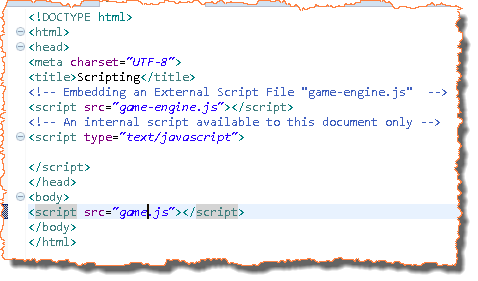 <!DOCTYPE html>
<html>
<head>
<meta charset="UTF-8">
<title>Scripting</title>
<!-- Embedding an External Script File "game-engine.js"  -->
<script src="game-engine.js"></script>
<!-- An internal script available to this document only -->
<script type="text/javascript">
</script>
</head>
<body>
<script src="game.js"></script>
</body>
</html>